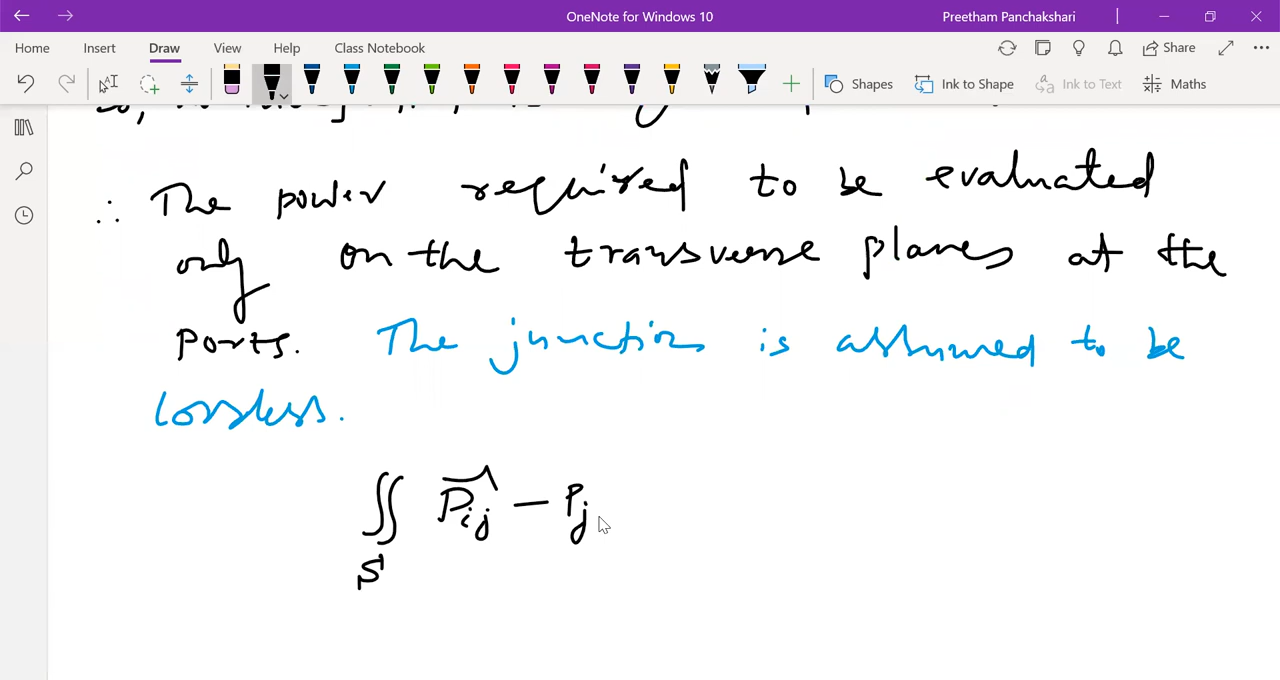 OneNote for Windows 10
Preetham Panchakshari
Home Insert Draw View Help Class Notebook
Share
Shapes Ink to Shape Ink to Text Maths
∴ The power required to be evaluated
only on the transverse planes at the
ports. The junction is assumed to be
lossless.
∬ P⃗ij - Pj
S